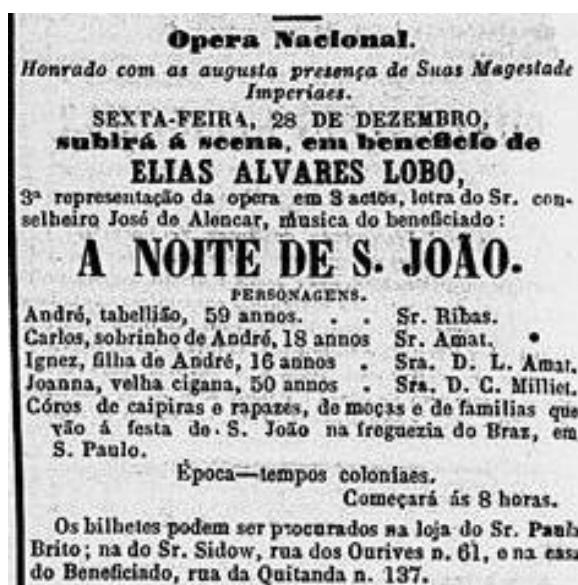 Opera Nacional.
Honrado com as augusta presença de Suas Magestade
Imperiaes.
SEXTA-FEIRA, 28 DE DEZEMBRO,
subirá á scena, em beneficio de
ELIAS ALVARES LOBO,
3ª representação da opera em 3 actos, letra do Sr. con-
selheiro José de Alencar, musica do beneficiado:
A NOITE DE S. JOÃO.
PERSONAGENS.
André, tabellião, 59 annos. . . Sr. Ribas.
Carlos, sobrinho de André, 18 annos Sr. Amat.
Ignez, filha de André, 16 annos . Sra. D. L. Amat.
Joanna, velha cigana, 50 annos . Sra. D. C. Milliet.
Córos de caipiras e rapazes, de moças e de familias que
vão á festa de S. João na freguezia do Braz, em
S. Paulo.
Época—tempos coloniaes.
Começará ás 8 horas.
Os bilhetes podem ser procurados na loja do Sr. Paula
Brito; na do Sr. Sidow, rua dos Ourives n. 61, e na casa
do Beneficiado, rua da Quitanda n. 137.